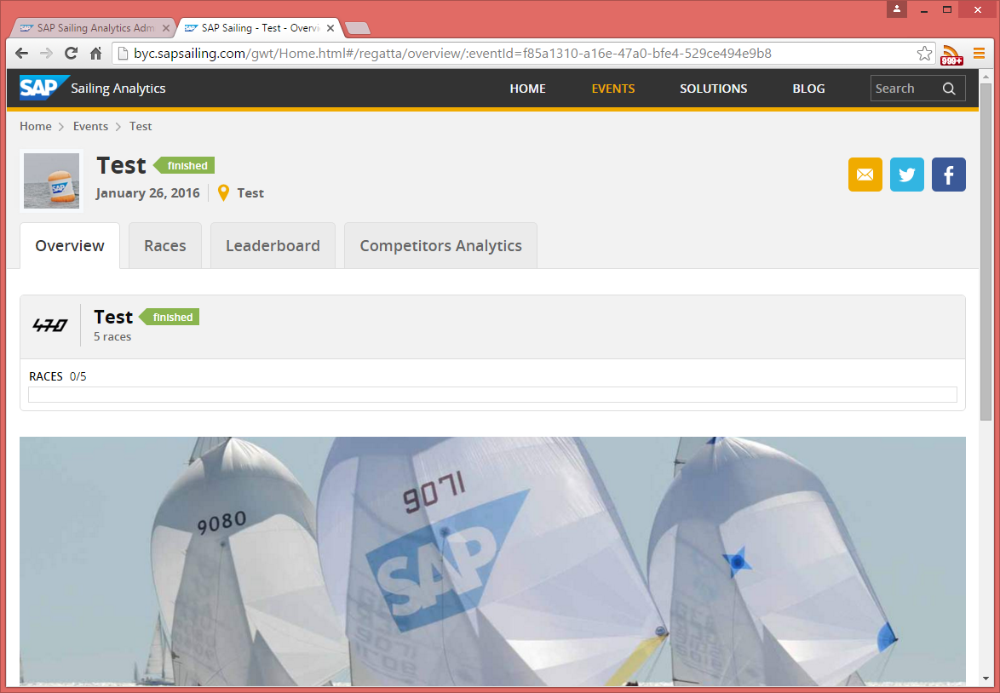 SAP Sailing Analytics Adm
SAP Sailing - Test - Overvi
byc.sapsailing.com/gwt/Home.html#/regatta/overview/:eventId=f85a1310-a16e-47a0-bfe4-529ce494e9b8
999+
SAP Sailing Analytics
HOME EVENTS SOLUTIONS BLOG Search
Home > Events > Test
SAP
Test finished
January 26, 2016 Test
Overview Races Leaderboard Competitors Analytics
470 Test finished
5 races
RACES 0/5
9071
9080
SAP